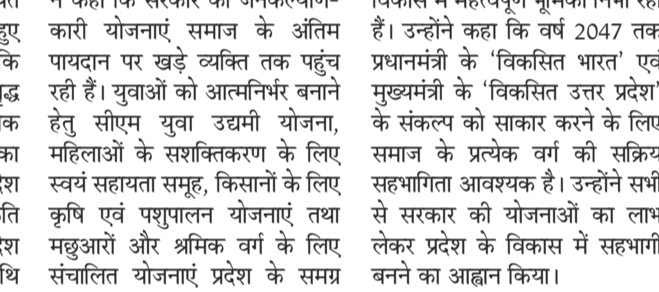 हुए
कि
क
का
ति
थि
ने कहा कि सरकार की जनकल्याण-
कारी योजनाएं समाज के अंतिम
पायदान पर खड़े व्यक्ति तक पहुंच
रही हैं। युवाओं को आत्मनिर्भर बनाने
हेतु सीएम युवा उद्यमी योजना,
महिलाओं के सशक्तिकरण के लिए
स्वयं सहायता समूह, किसानों के लिए
कृषि एवं पशुपालन योजनाएं तथा
मछुआरों और श्रमिक वर्ग के लिए
संचालित योजनाएं प्रदेश के समग्र
विकास में महत्वपूर्ण भूमिका निभा रही
हैं। उन्होंने कहा कि वर्ष 2047 तक
प्रधानमंत्री के ‘विकसित भारत’ एवं
मुख्यमंत्री के ‘विकसित उत्तर प्रदेश’
के संकल्प को साकार करने के लिए
समाज के प्रत्येक वर्ग की सक्रिय
सहभागिता आवश्यक है। उन्होंने सभी
से सरकार की योजनाओं का लाभ
लेकर प्रदेश के विकास में सहभागी
बनने का आह्वान किया।